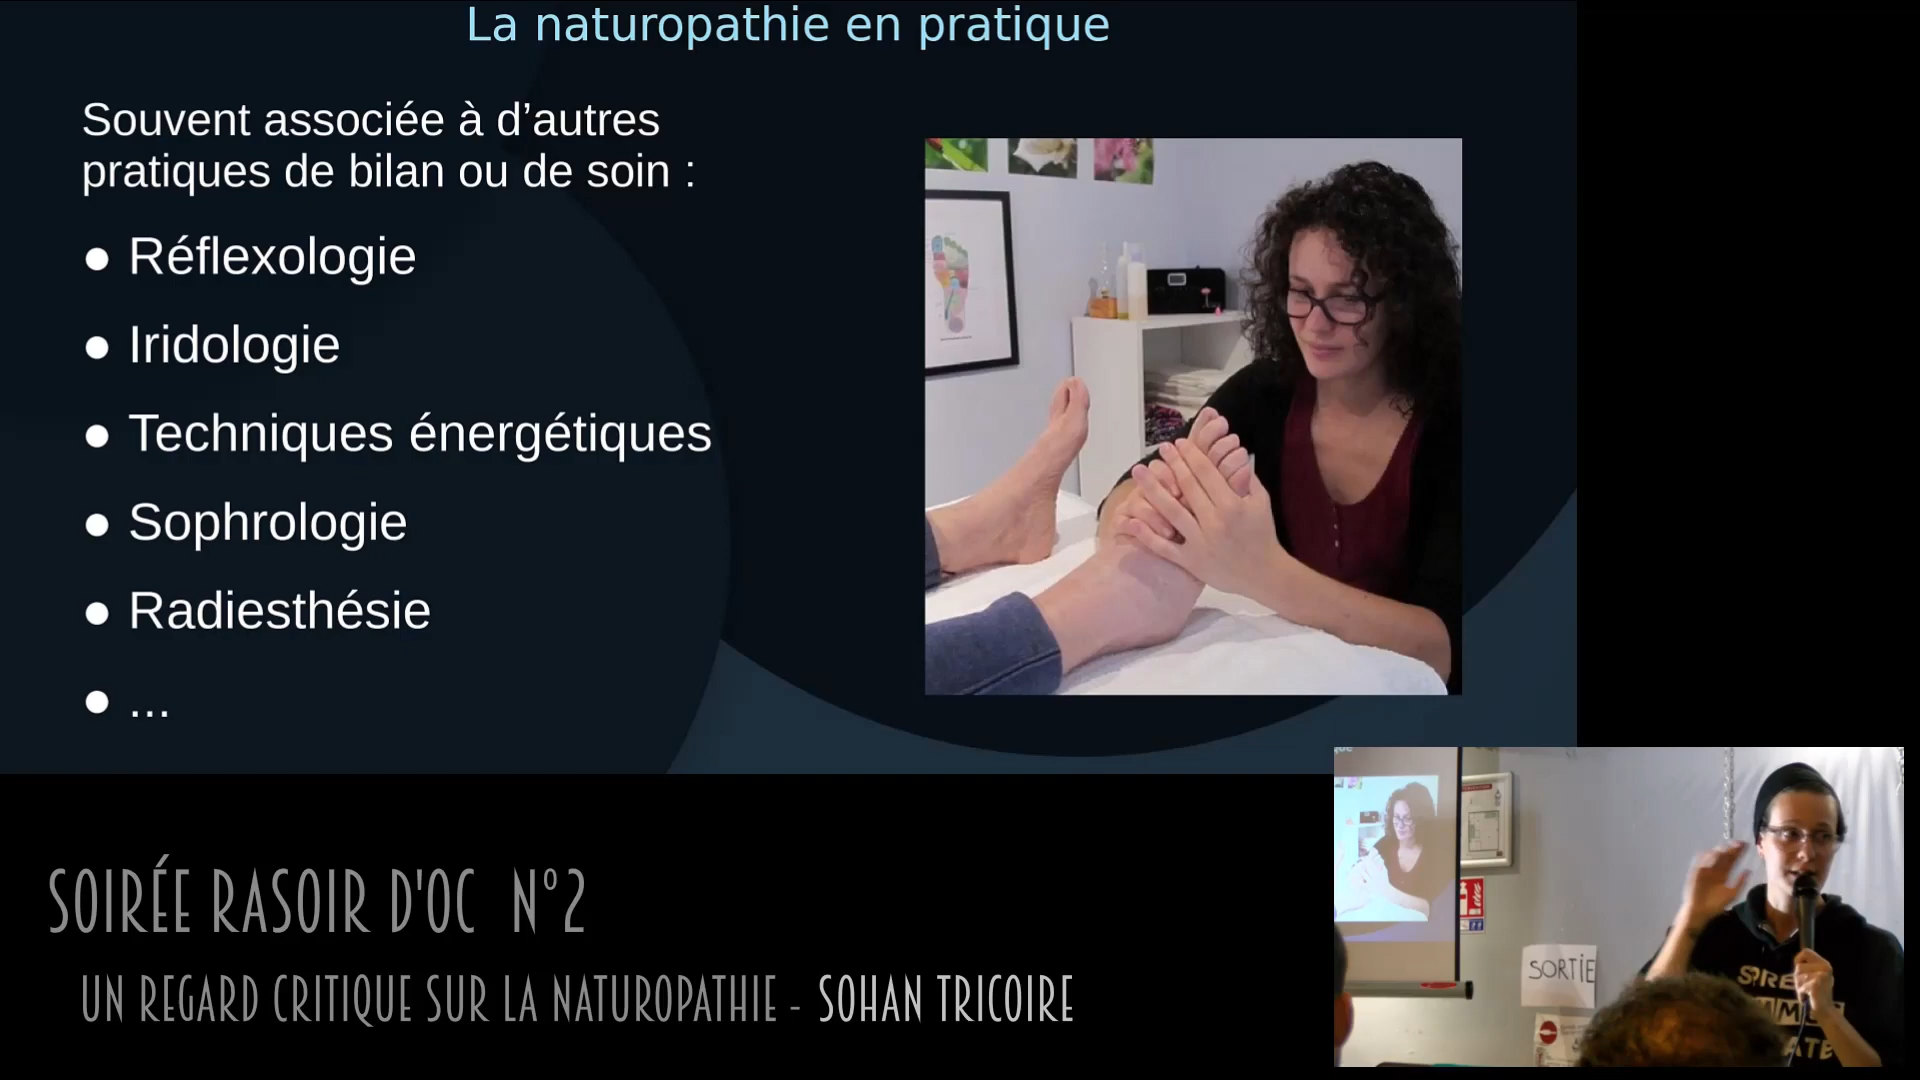 La naturopathie en pratique
Souvent associée à d’autres
pratiques de bilan ou de soin :
● Réflexologie
● Iridologie
● Techniques énergétiques
● Sophrologie
● Radiesthésie
● ...
SOIRÉE RASOIR D'OC N°2
UN REGARD CRITIQUE SUR LA NATUROPATHIE - SOHAN TRICOIRE
SORTiE